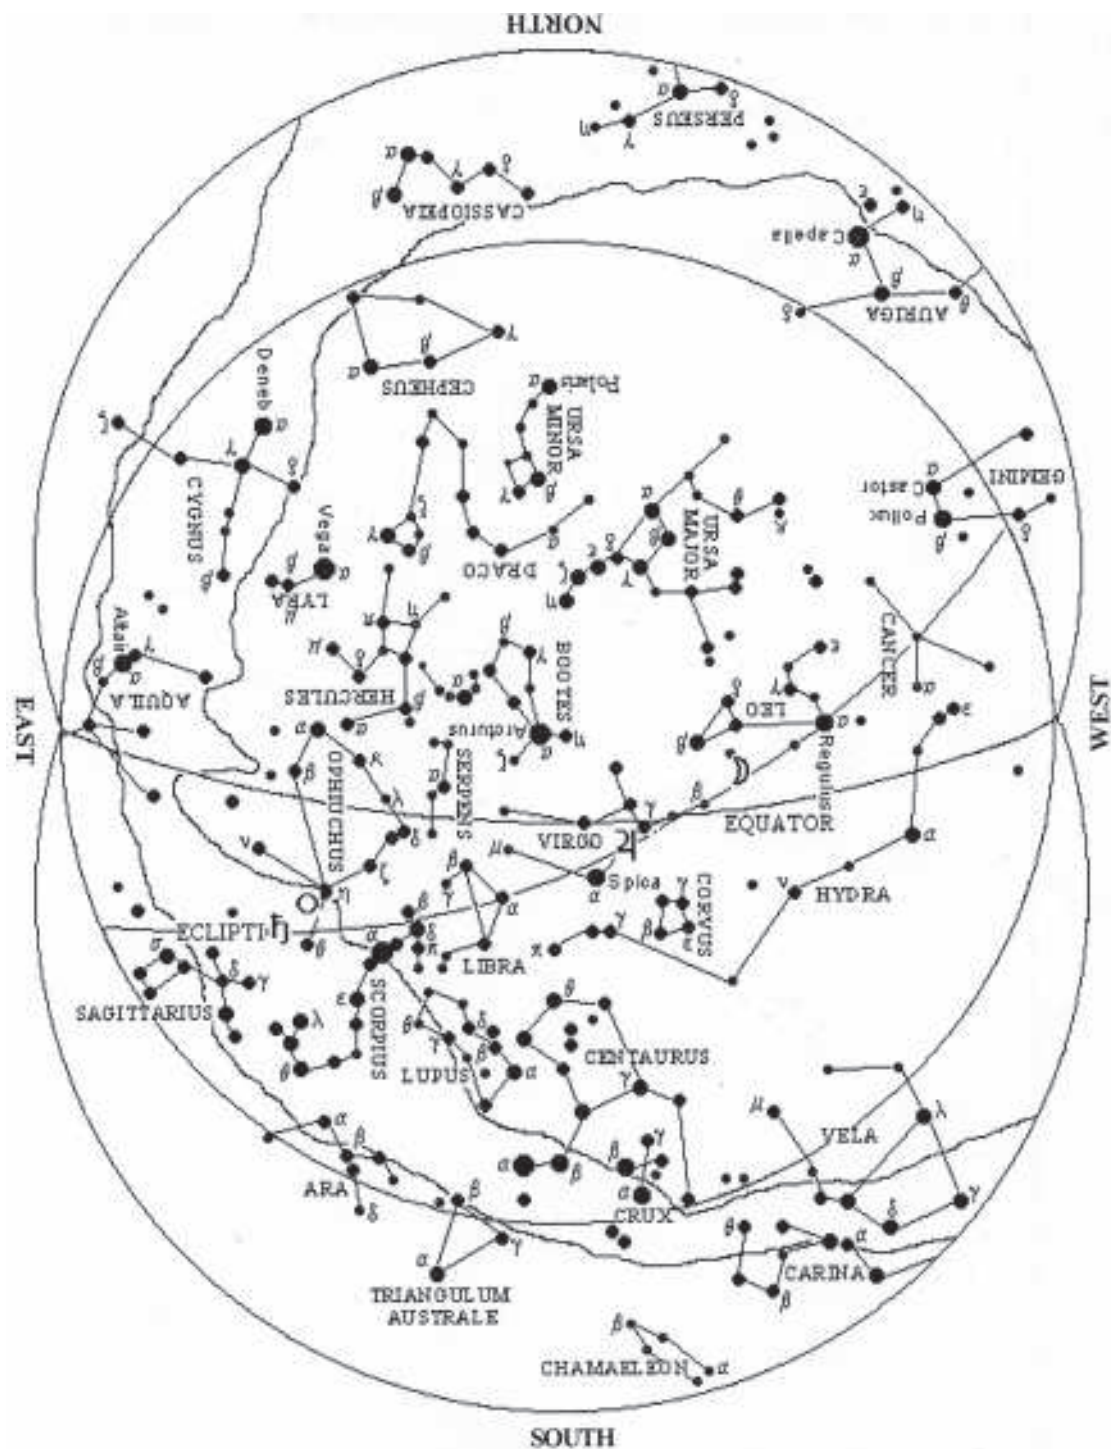 NORTH
PERSEUS
α
δ
γ
η
CASSIOPEIA
α
β
γ
δ
Capella
α
β
δ
ε
η
θ
AURIGA
CEPHEUS
α
β
γ
Polaris
α
URSA
MINOR
β
γ
Deneb
α
γ
δ
ζ
β
CYGNUS
Vega
α
β
LYRA
DRACO
α
β
γ
ζ
URSA
MAJOR
α
β
γ
δ
ε
ζ
η
θ
κ
GEMINI
Castor
α
Pollux
β
δ
CANCER
α
Altair
α
β
γ
AQUILA
HERCULES
α
β
δ
η
μ
π
BOOTES
Arcturus
α
β
γ
ζ
η
α
LEO
Regulus
α
β
γ
δ
ε
EAST
WEST
OPHIUCHUS
α
β
κ
λ
δ
ζ
η
θ
ν
SERPENS
α
VIRGO
β
γ
μ
Spica
α
EQUATOR
HYDRA
α
ε
ν
γ
π
CORVUS
β
γ
ε
ECLIPTI
LIBRA
α
β
γ
SAGITTARIUS
σ
δ
γ
SCORPIUS
α
β
δ
π
ε
λ
θ
LUPUS
α
β
γ
δ
θ
CENTAURUS
θ
γ
α
β
CRUX
α
β
γ
VELA
μ
λ
γ
δ
ARA
α
β
δ
TRIANGULUM
AUSTRALE
α
β
γ
CARINA
α
β
θ
CHAMAELEON
β
α
SOUTH